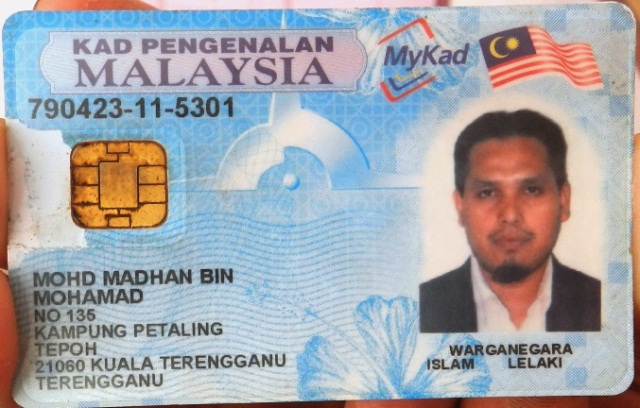 KAD PENGENALAN
MALAYSIA
MyKad
790423-11-5301
MOHD MADHAN BIN
MOHAMAD
NO 135
KAMPUNG PETALING
TEPOH
21060 KUALA TERENGGANU
TERENGGANU
WARGANEGARA
ISLAM LELAKI